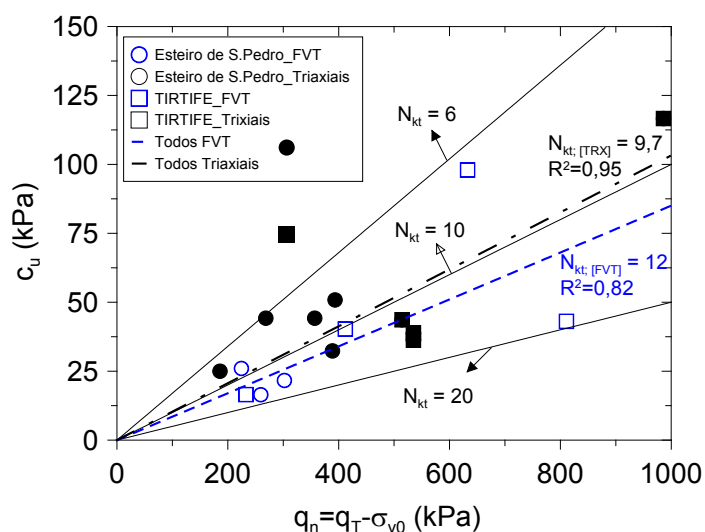 150
125
100
75
50
25
0
c_u (kPa)
Esteiro de S.Pedro_FVT
Esteiro de S.Pedro_Triaxiais
TIRTIFE_FVT
TIRTIFE_Trixiais
Todos FVT
Todos Triaxiais
N_kt = 6
N_kt; [TRX] = 9,7
R²=0,95
N_kt = 10
N_kt; [FVT] = 12
R²=0,82
N_kt = 20
0 200 400 600 800 1000
q_n=q_T-σ_v0 (kPa)